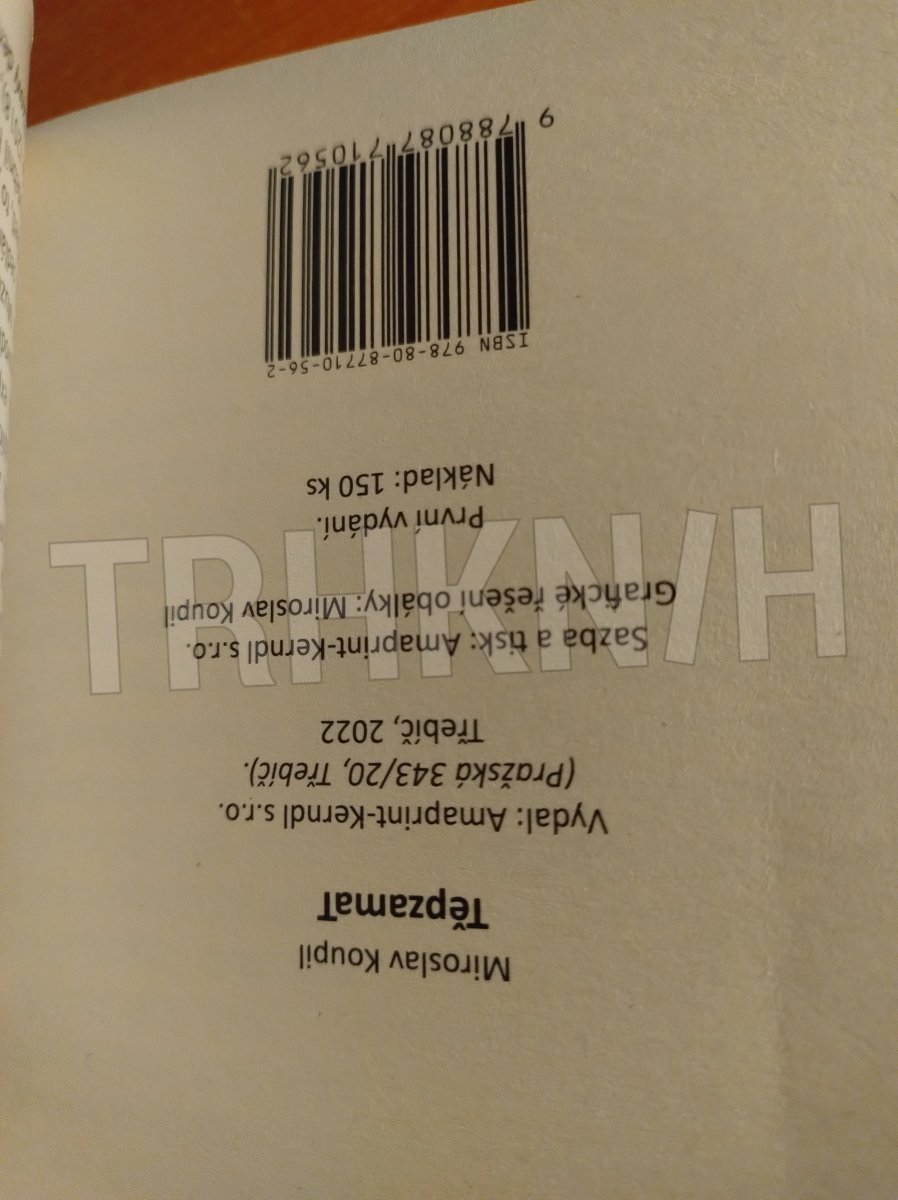 Miroslav Koupil
TěpzamaT
Vydal: Amaprint-Kerndl s.r.o.
(Pražská 343/20, Třebíč).
Třebíč, 2022
Sazba a tisk: Amaprint-Kerndl s.r.o.
Grafické řešení obálky: Miroslav Koupil
První vydání.
Náklad: 150 ks
ISBN 978-80-87710-56-2
9 788087 710562
TRHKNIH